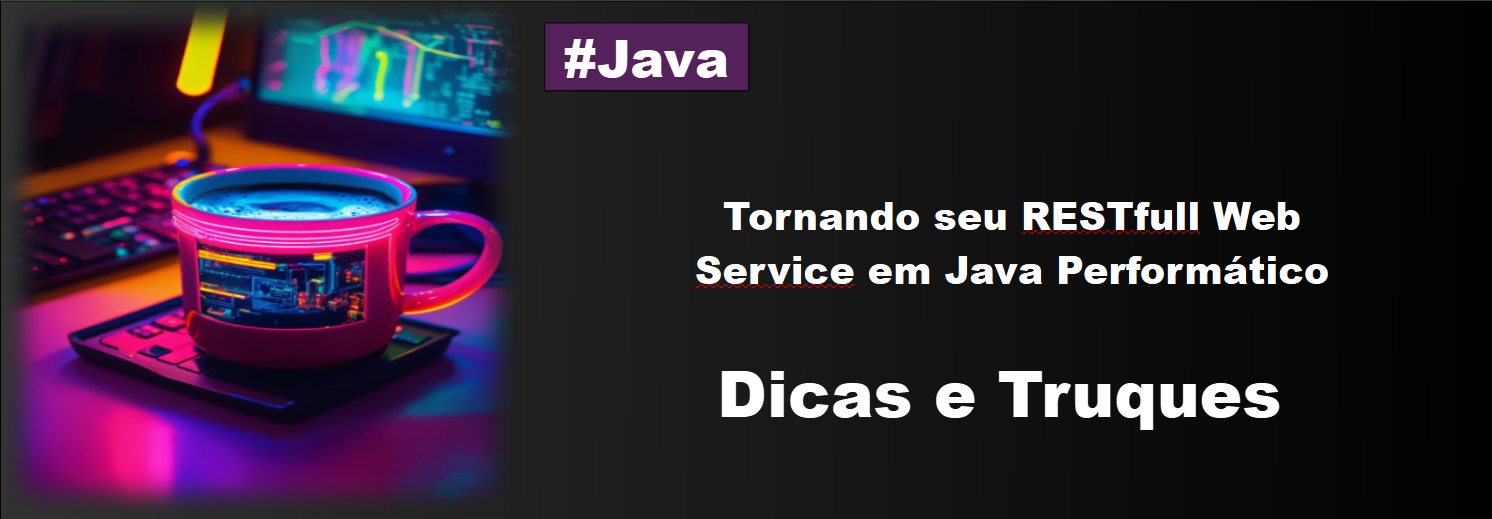 #Java
Tornando seu RESTfull Web
Service em Java Performático
Dicas e Truques